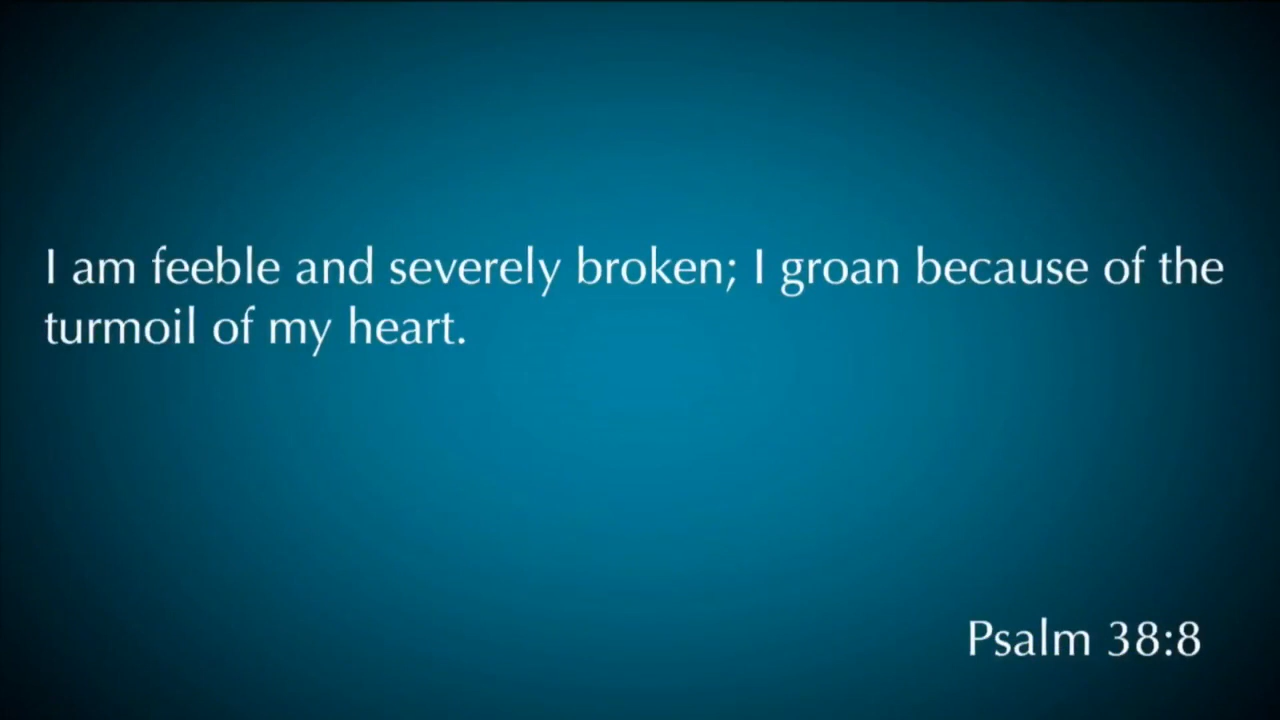 I am feeble and severely broken; I groan because of the
turmoil of my heart.
Psalm 38:8